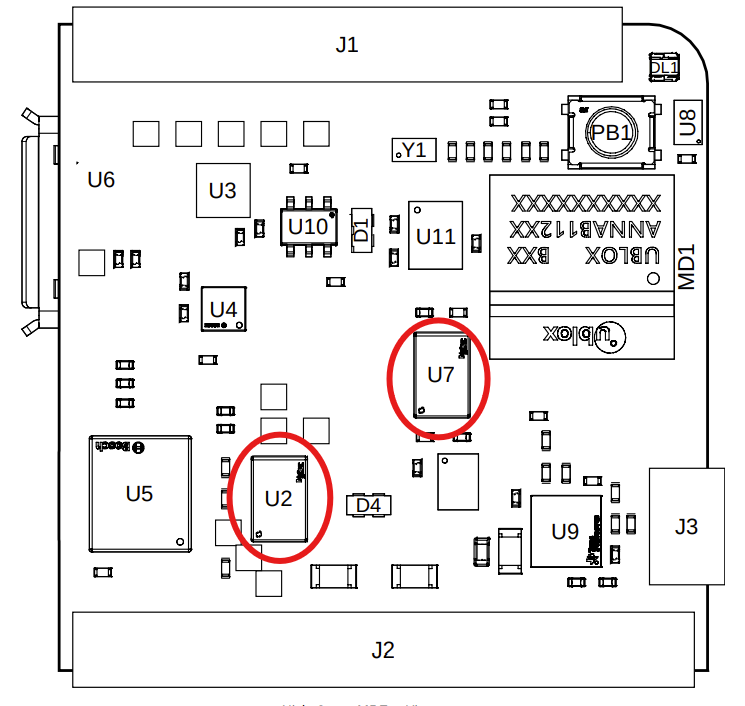 J1
DL1
U8
PB1
Y1
U6
U3
U10
D1
U11
XXXXXXXXXX
ANNAB112XX
UBLOX BXX
ublox
MD1
U4
U7
U5
Bosch
U2
D4
U9
J3
J2